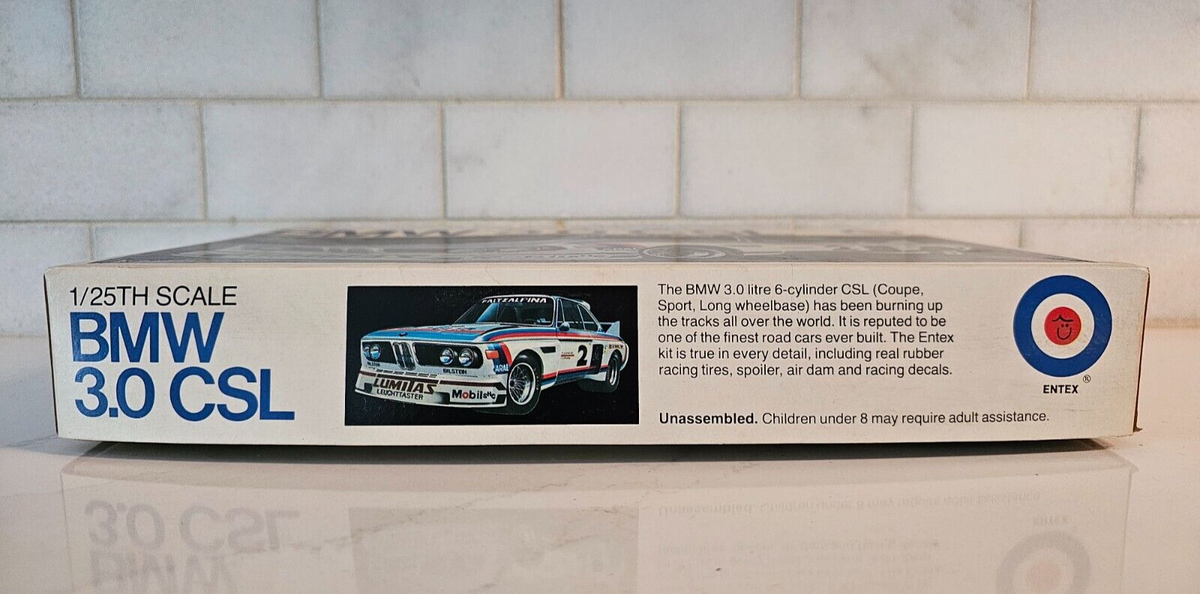 1/25TH SCALE
BMW
3.0 CSL
FALTZ ALPINA
2
BILSTEIN
LUMITAS
LEUCHTTASTER
Mobil
The BMW 3.0 litre 6-cylinder CSL (Coupe,
Sport, Long wheelbase) has been burning up
the tracks all over the world. It is reputed to be
one of the finest road cars ever built. The Entex
kit is true in every detail, including real rubber
racing tires, spoiler, air dam and racing decals.
Unassembled. Children under 8 may require adult assistance.
ENTEX
®